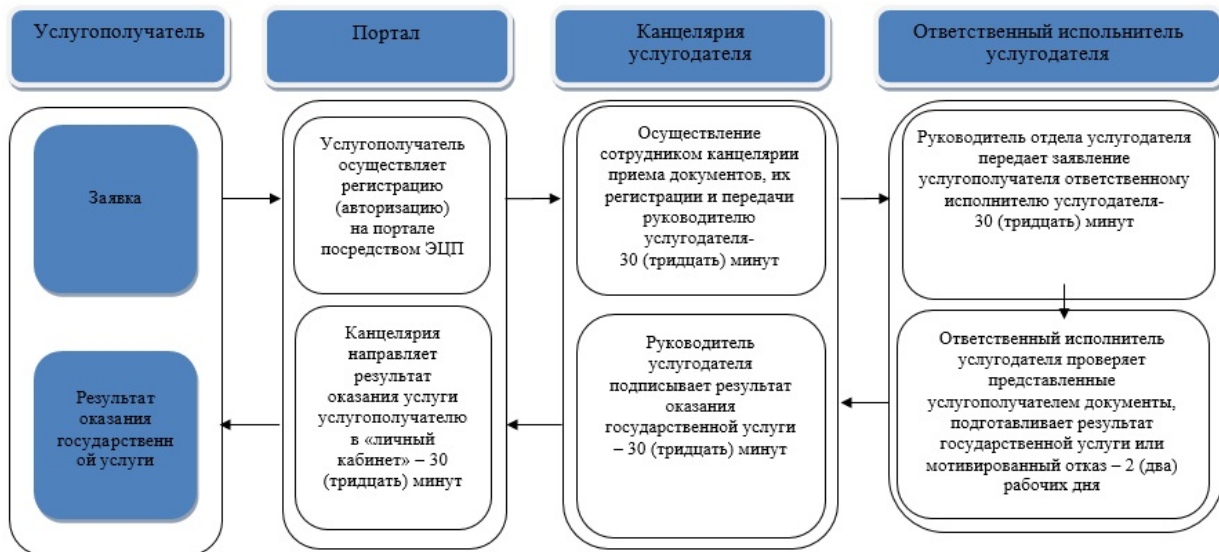 Услугополучатель
Портал
Канцелярия
услугодателя
Ответственный испольнитель
услугодателя
Заявка
Услугополучатель
осуществляет
регистрацию
(авторизацию)
на портале
посредством ЭЦП
Осуществление
сотрудником канцелярии
приема документов, их
регистрации и передачи
руководителю
услугодателя-
30 (тридцать) минут
Руководитель отдела услугодателя
передает заявление
услугополучателя ответственному
исполнителю услугодателя-
30 (тридцать) минут
Результат
оказания
государственн
ой услуги
Канцелярия
направляет
результат
оказания услуги
услугополучателю
в «личный
кабинет» – 30
(тридцать) минут
Руководитель
услугодателя
подписывает результат
оказания
государственной услуги
– 30 (тридцать) минут
Ответственный исполнитель
услугодателя проверяет
представленные
услугополучателем документы,
подготавливает результат
государственной услуги или
мотивированный отказ – 2 (два)
рабочих дня